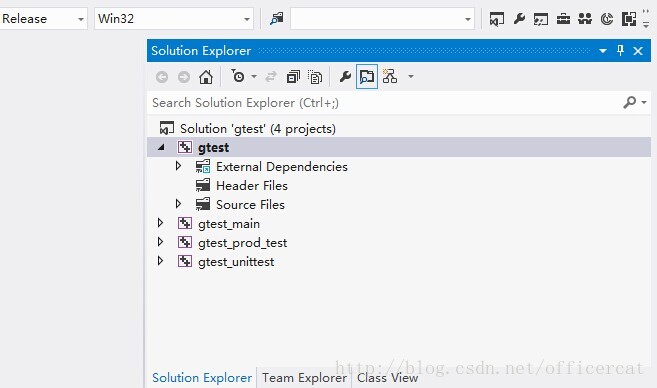 Release Win32
Solution Explorer
Search Solution Explorer (Ctrl+;)
Solution 'gtest' (4 projects)
gtest
External Dependencies
Header Files
Source Files
gtest_main
gtest_prod_test
gtest_unittest
http://blog.csdn.net/officercat
Solution Explorer Team Explorer Class View